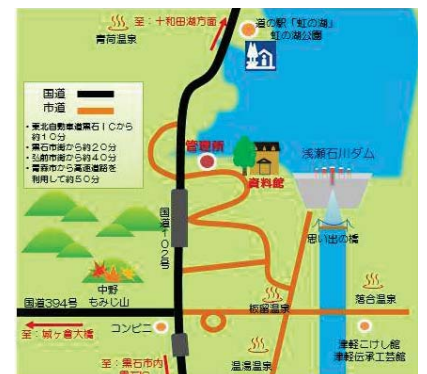 至：十和田湖方面
青荷温泉
道の駅「虹の湖」
虹の湖公園
国道
市道
・東北自動車道黒石ICから
約10分
・黒石市街から約20分
・弘前市街から約40分
・青森市から高速道路を
利用して約50分
管理所
資料館
浅瀬石川ダム
思い出の橋
国道102号
中野
もみじ山
国道394号
至：城ヶ倉大橋
コンビニ
板留温泉
落合温泉
温湯温泉
津軽こけし館
津軽伝承工芸館
至：黒石市内